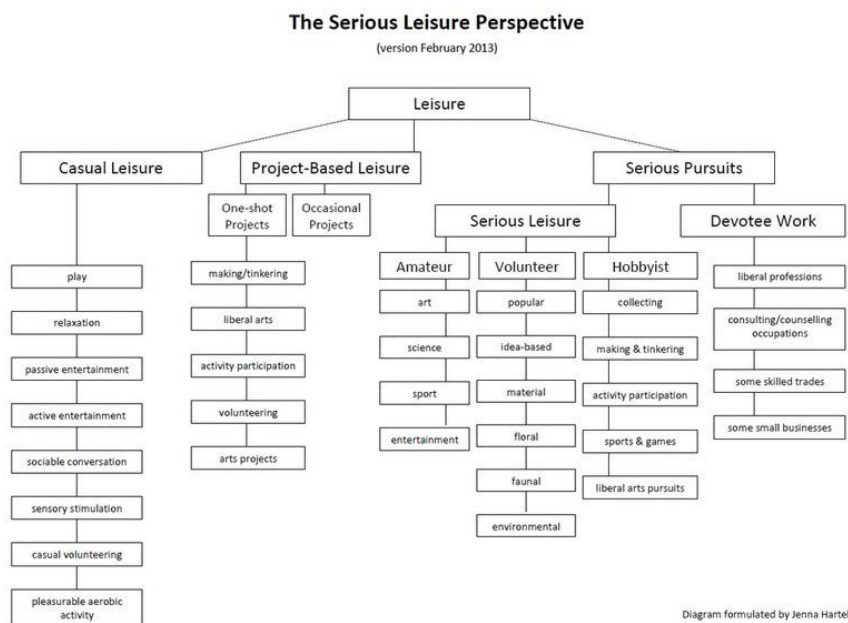 The Serious Leisure Perspective
(version February 2013)
Leisure
Casual Leisure
Project-Based Leisure
Serious Pursuits
One-shot
Projects
Occasional
Projects
Serious Leisure
Devotee Work
Amateur
Volunteer
Hobbyist
play
relaxation
passive entertainment
active entertainment
sociable conversation
sensory stimulation
casual volunteering
pleasurable aerobic
activity
making/tinkering
liberal arts
activity participation
volunteering
arts projects
art
science
sport
entertainment
popular
idea-based
material
floral
faunal
environmental
collecting
making & tinkering
activity participation
sports & games
liberal arts pursuits
liberal professions
consulting/counselling
occupations
some skilled trades
some small businesses
Diagram formulated by Jenna Hartel